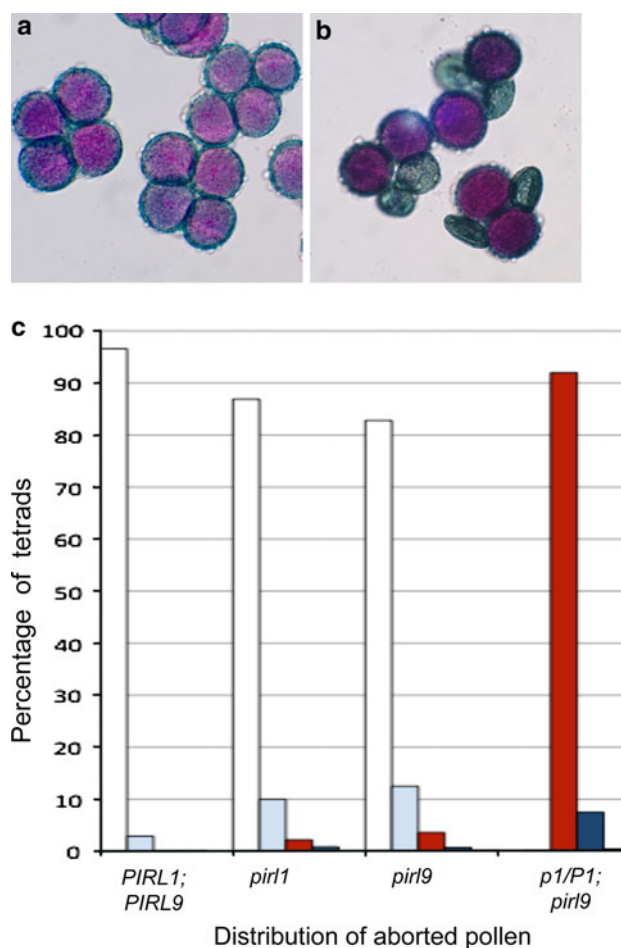 a
b
c
Percentage of tetrads
100
90
80
70
60
50
40
30
20
10
0
PIRL1; PIRL9
pirl1
pirl9
p1/P1; pirl9
Distribution of aborted pollen